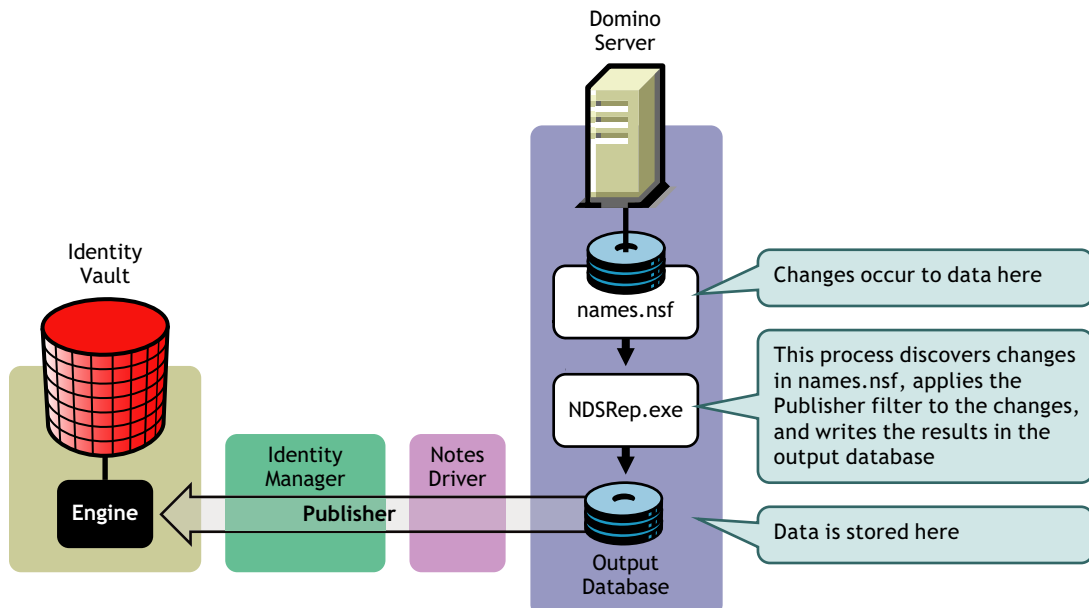 Domino
Server
Identity
Vault
names.nsf
Changes occur to data here
NDSRep.exe
This process discovers changes
in names.nsf, applies the
Publisher filter to the changes,
and writes the results in the
output database
Identity
Manager
Notes
Driver
Engine
Publisher
Data is stored here
Output
Database